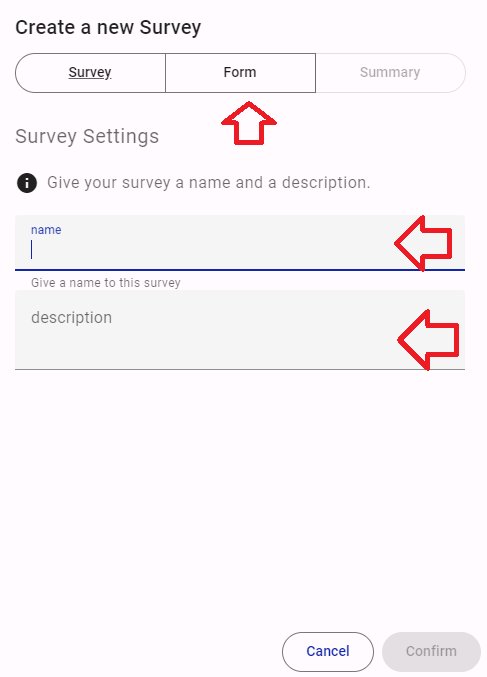 Create a new Survey
Survey Form Summary
Survey Settings
Give your survey a name and a description.
name
Give a name to this survey
description
Cancel Confirm